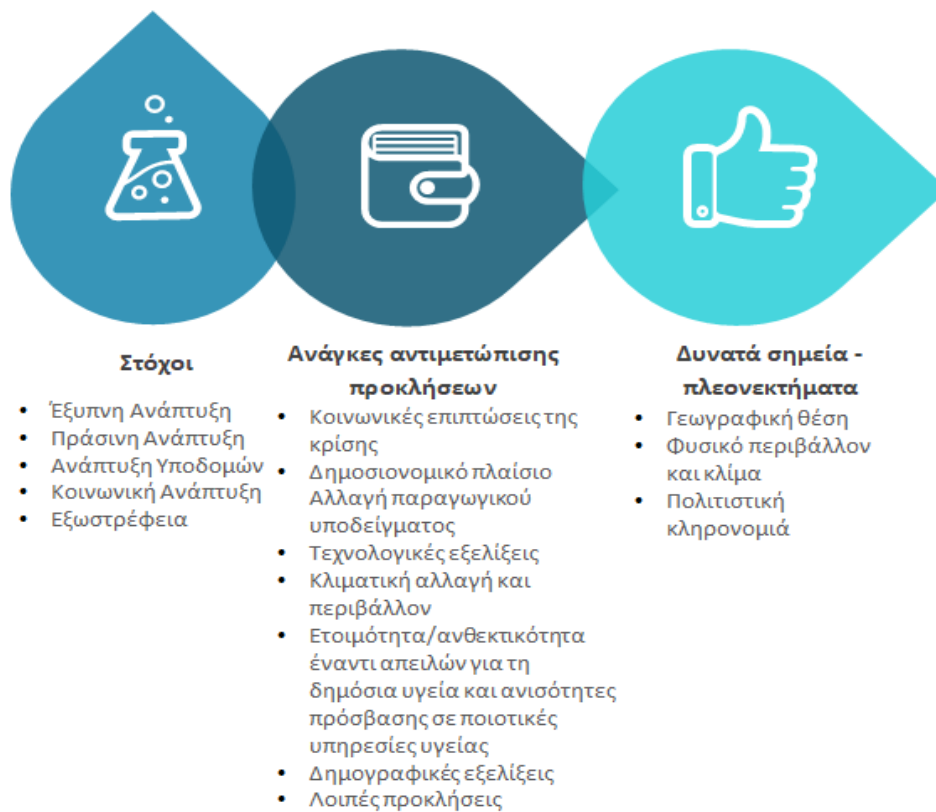 Στόχοι
• Έξυπνη Ανάπτυξη
• Πράσινη Ανάπτυξη
• Ανάπτυξη Υποδομών
• Κοινωνική Ανάπτυξη
• Εξωστρέφεια
Ανάγκες αντιμετώπισης
προκλήσεων
• Κοινωνικές επιπτώσεις της
κρίσης
• Δημοσιονομικό πλαίσιο
Αλλαγή παραγωγικού
υποδείγματος
• Τεχνολογικές εξελίξεις
• Κλιματική αλλαγή και
περιβάλλον
• Ετοιμότητα/ανθεκτικότητα
έναντι απειλών για τη
δημόσια υγεία και ανισότητες
πρόσβασης σε ποιοτικές
υπηρεσίες υγείας
• Δημογραφικές εξελίξεις
• Λοιπές προκλήσεις
Δυνατά σημεία -
πλεονεκτήματα
• Γεωγραφική θέση
• Φυσικό περιβάλλον
και κλίμα
• Πολιτιστική
κληρονομιά